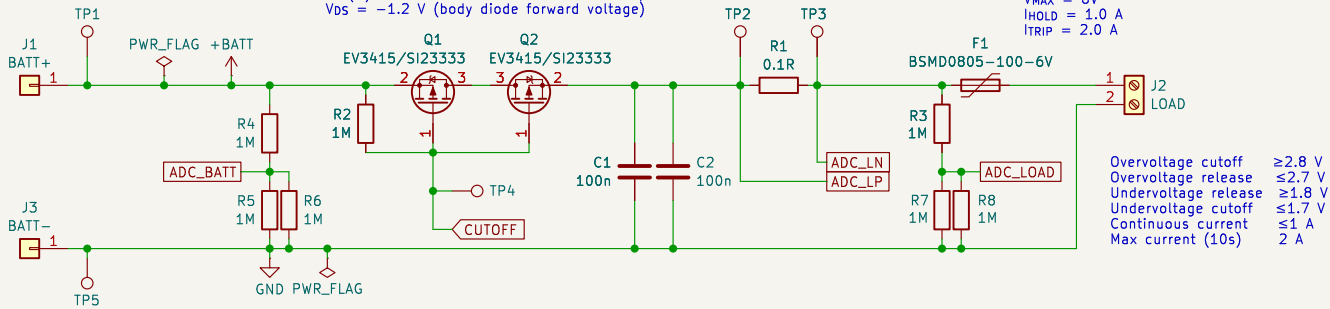 VDS = −1.2 V (body diode forward voltage)
VMAX = 6V
IHOLD = 1.0 A
ITRIP = 2.0 A
TP1
TP2
TP3
J1
BATT+
1
PWR_FLAG
+BATT
Q1
EV3415/SI23333
2
3
1
Q2
EV3415/SI23333
3
2
1
R1
0.1R
F1
BSMD0805-100-6V
1
2
J2
LOAD
R4
1M
R2
1M
R3
1M
ADC_BATT
C1
100n
C2
100n
ADC_LN
ADC_LP
ADC_LOAD
TP4
R5
1M
R6
1M
R7
1M
R8
1M
CUTOFF
J3
BATT−
1
GND
PWR_FLAG
TP5
Overvoltage cutoff ≥2.8 V
Overvoltage release ≤2.7 V
Undervoltage release ≥1.8 V
Undervoltage cutoff ≤1.7 V
Continuous current ≤1 A
Max current (10s) 2 A